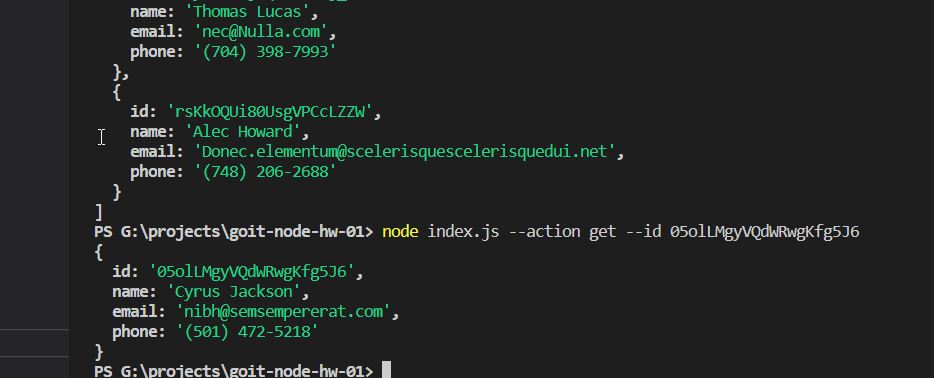 name: 'Thomas Lucas',
email: 'nec@Nulla.com',
phone: '(704) 398-7993'
},
{
id: 'rsKkOQUi80UsgVPCcLZZW',
name: 'Alec Howard',
email: 'Donec.elementum@scelerisquescelerisquedui.net',
phone: '(748) 206-2688'
}
]
PS G:\projects\goit-node-hw-01> node index.js --action get --id 05olLMgyVQdWRwgKfg5J6
{
id: '05olLMgyVQdWRwgKfg5J6',
name: 'Cyrus Jackson',
email: 'nibh@semsempererat.com',
phone: '(501) 472-5218'
}
PS G:\projects\goit-node-hw-01>